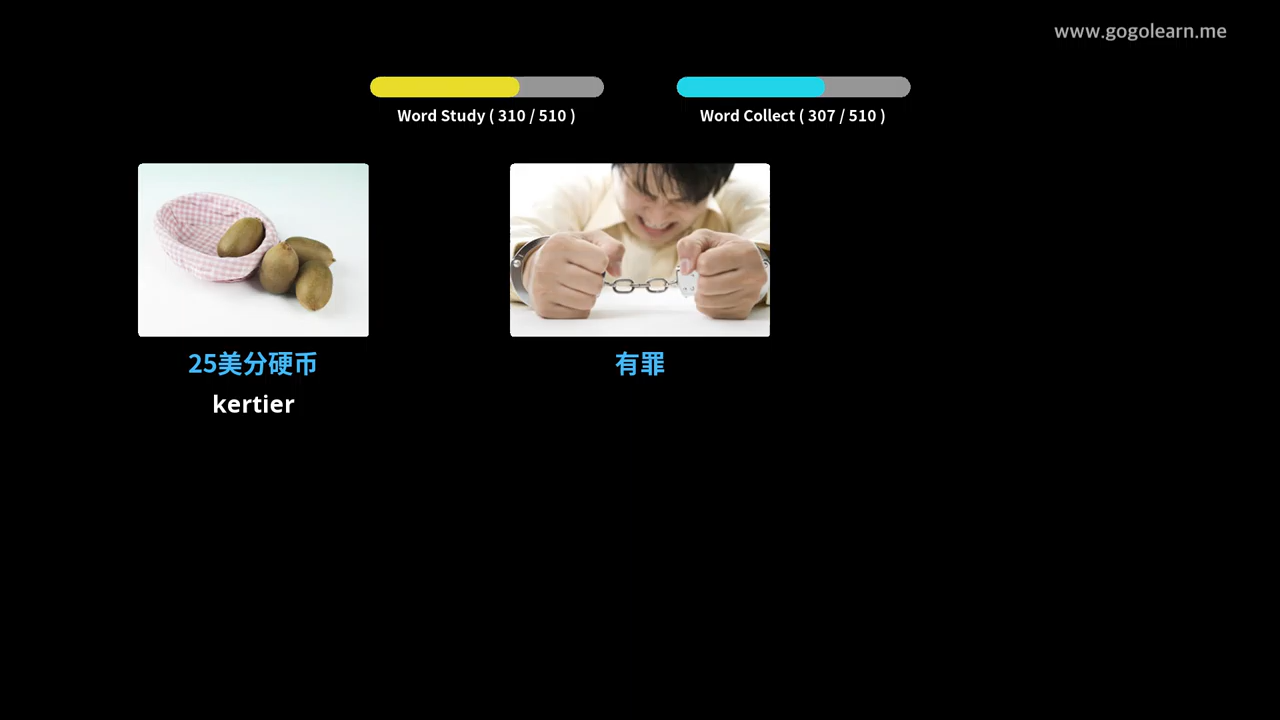 www.gogolearn.me
Word Study ( 310 / 510 )
Word Collect ( 307 / 510 )
25美分硬币
kertier
有罪